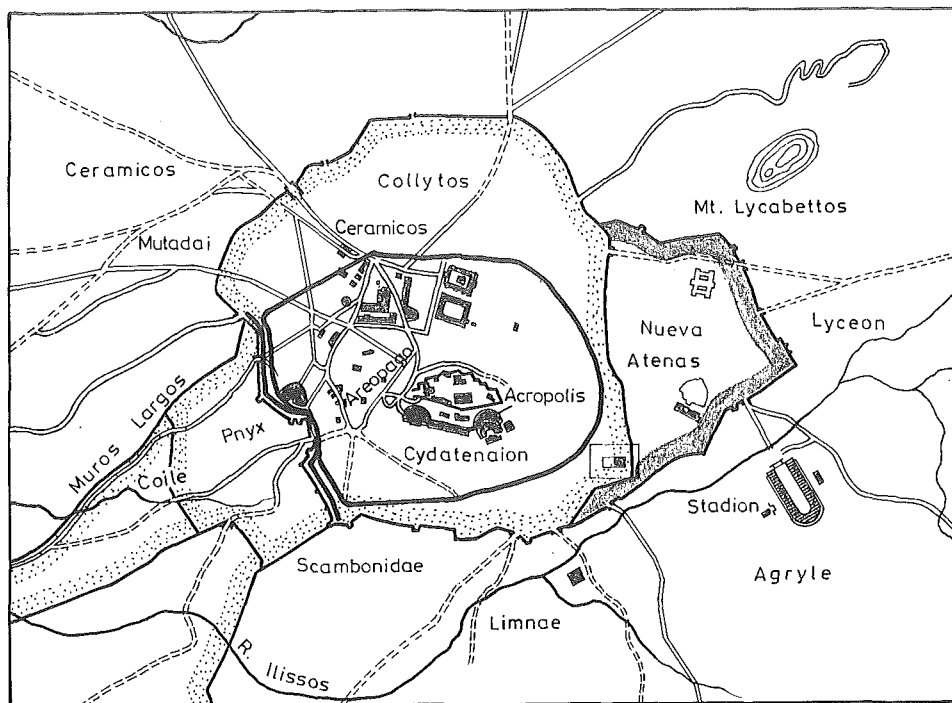 Ceramicos
Collytos
Mt. Lycabettos
Ceramicos
Mutadai
Nueva
Atenas
Lyceon
Areopado
Acropolis
Muros Largos
Pnyx
Cydatenaion
Coile
Stadion
Scambonidae
Agryle
Limnae
R. Ilissos